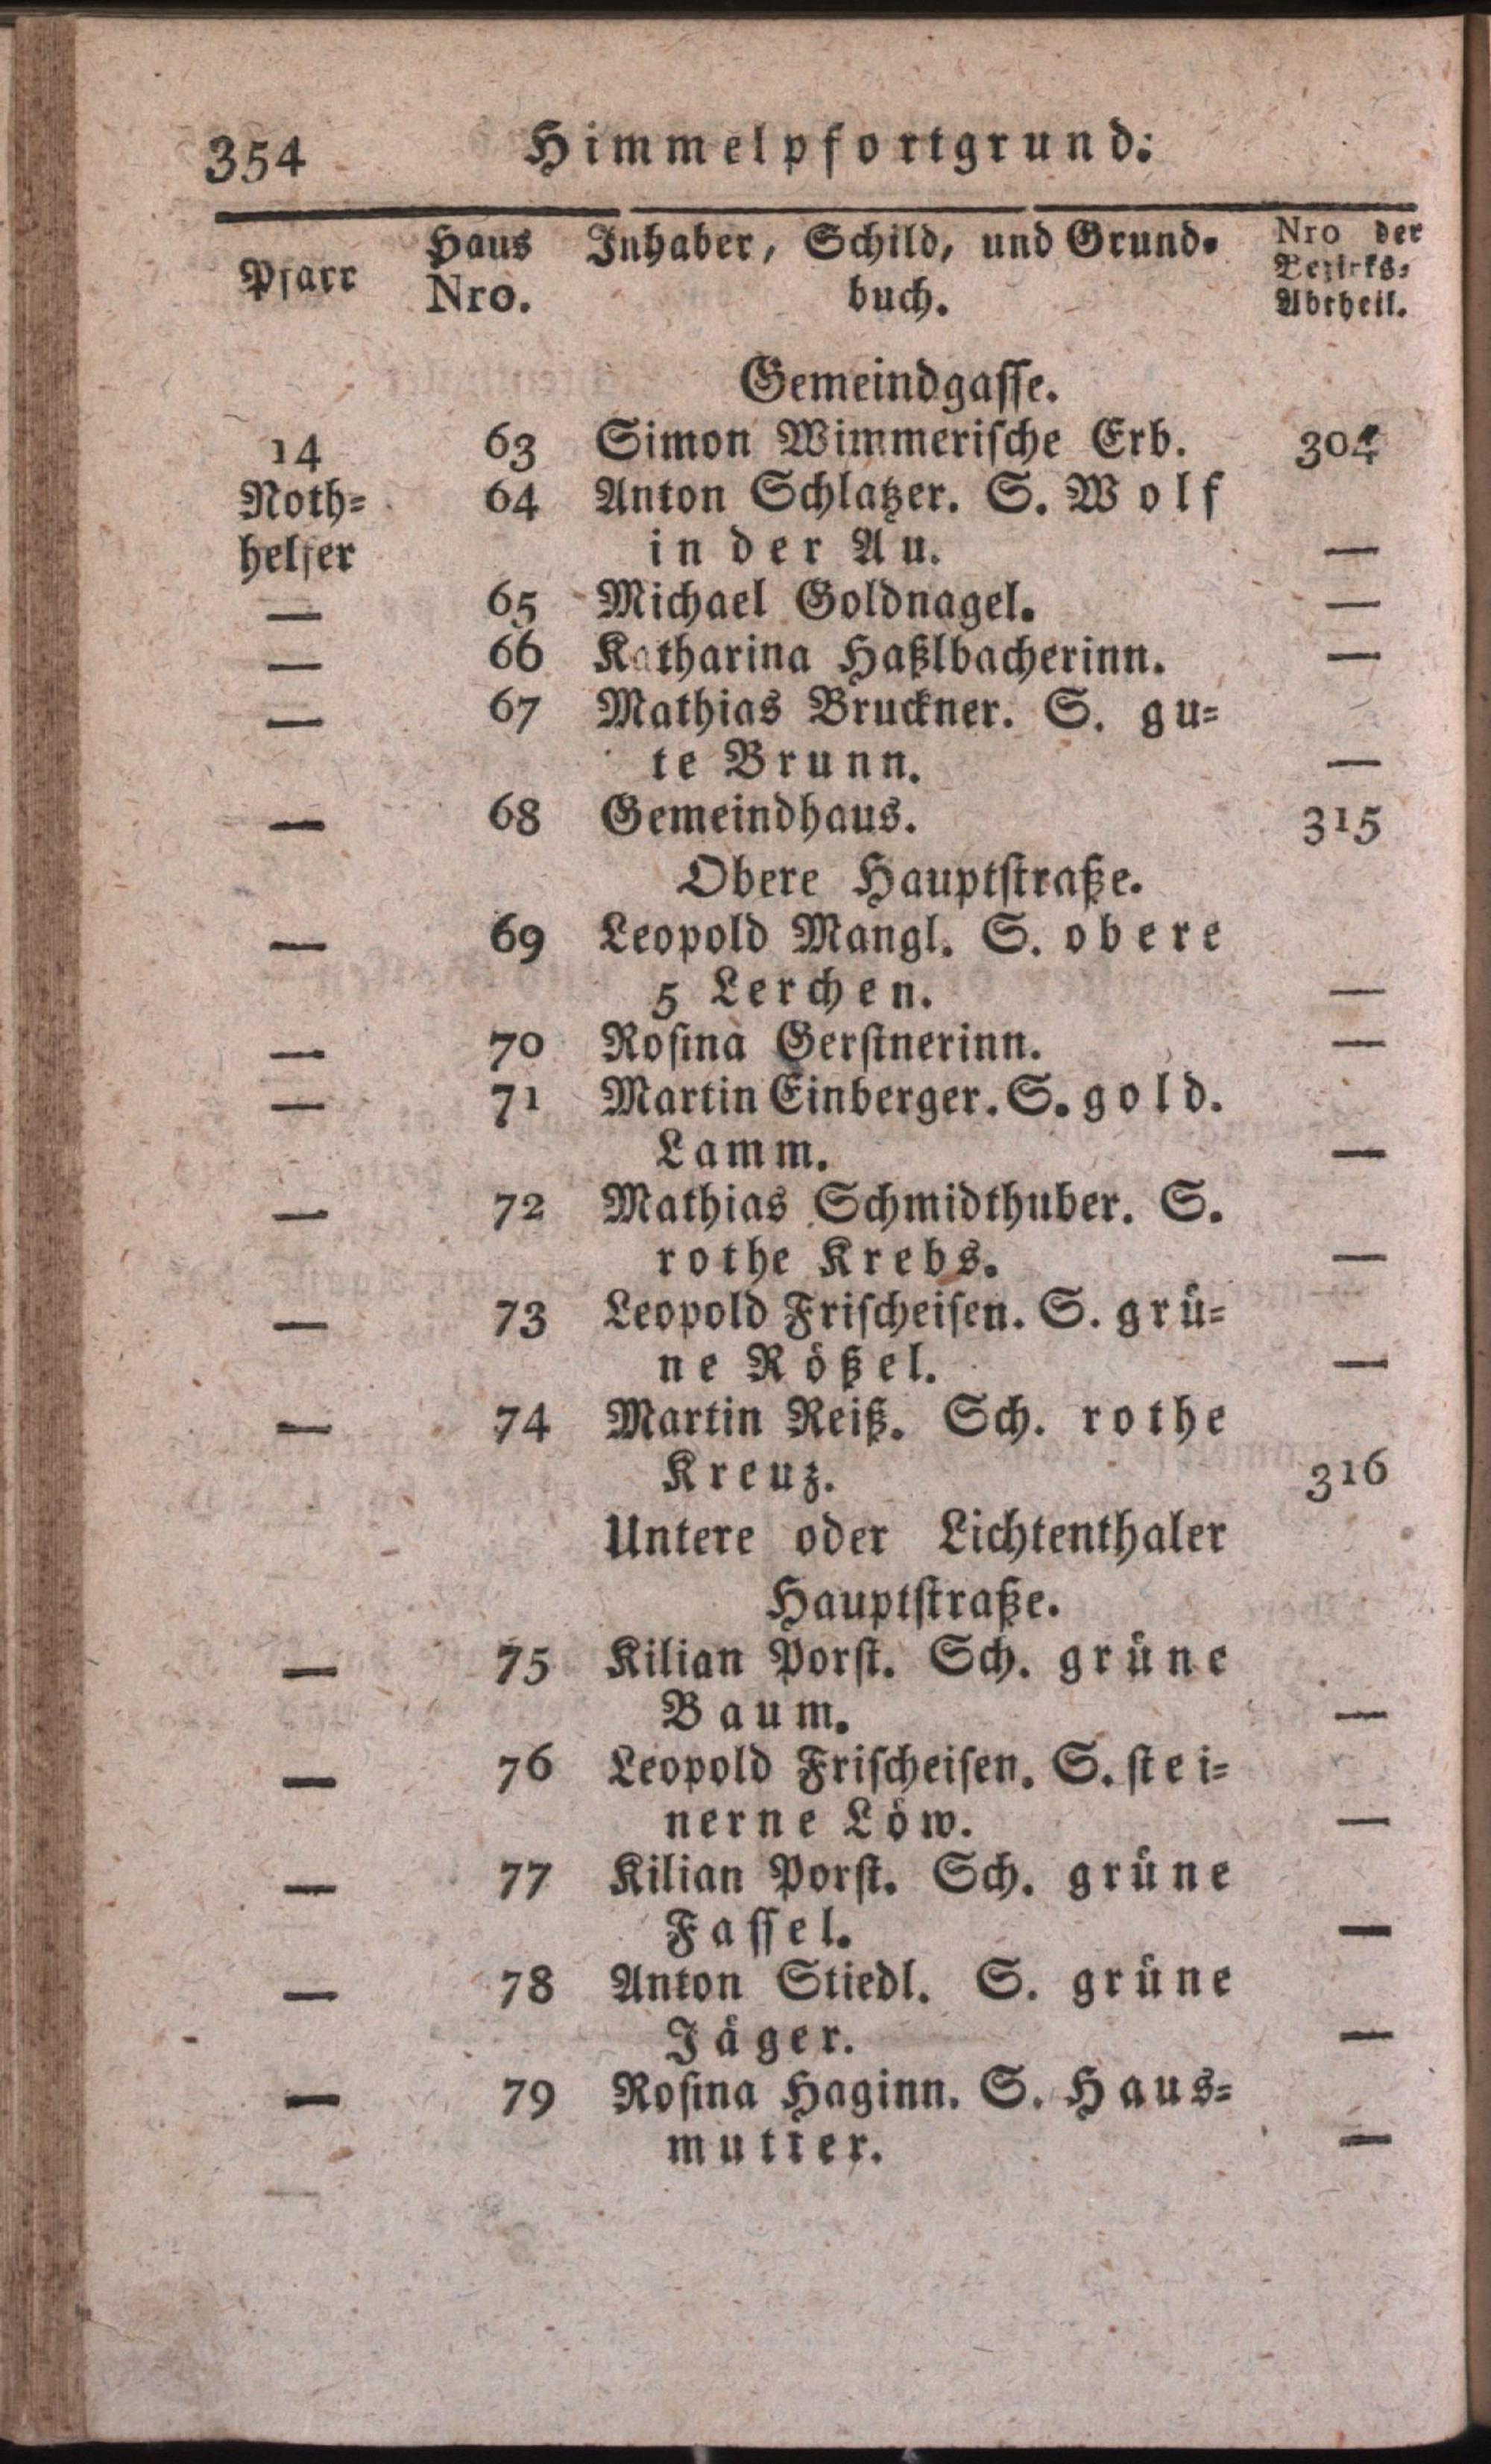 354 Himmelpfortgrund:
Pfarr Haus Nro. Inhaber, Schild, und Grund- buch. Nro der Bezirks- Abtheil.
Gemeindgasse.
14 63 Simon Wimmerische Erb. 304
Noth= 64 Anton Schlatzer. S. Wolf
helfer in der Au. —
— 65 Michael Goldnagel. —
— 66 Katharina Haßlbacherinn. —
— 67 Mathias Bruckner. S. gu=
te Brunn. —
— 68 Gemeindhaus. 315
Obere Hauptstraße.
— 69 Leopold Mangl. S. obere
5 Lerchen. —
— 70 Rosina Gerstnerinn. —
— 71 Martin Einberger. S. gold.
Lamm. —
— 72 Mathias Schmidthuber. S.
rothe Krebs. —
— 73 Leopold Frischeisen. S. grü=
ne Rößel. —
— 74 Martin Reiß. Sch. rothe
Kreuz. 316
Untere oder Lichtenthaler
Hauptstraße.
— 75 Kilian Porst. Sch. grüne
Baum. —
— 76 Leopold Frischeisen. S. stei=
nerne Löw. —
— 77 Kilian Porst. Sch. grüne
Fassel. —
— 78 Anton Stiedl. S. grüne
Jäger. —
— 79 Rosina Haginn. S. Haus=
mutter. —